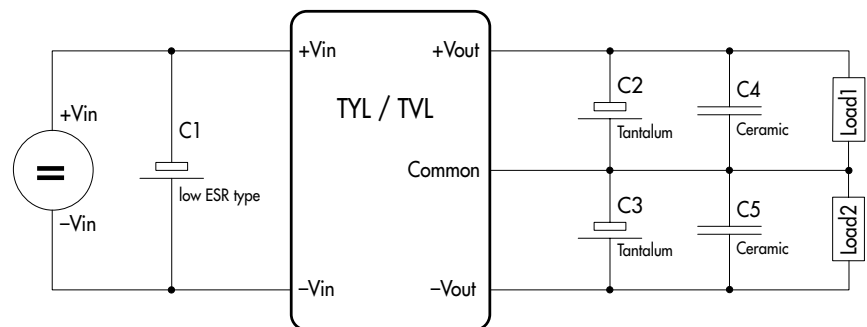 +Vin
+Vout
+Vin
C1
TYL / TVL
C2
Tantalum
C4
Ceramic
Load1
=
low ESR type
Common
–Vin
C3
Tantalum
C5
Ceramic
Load2
–Vin
–Vout